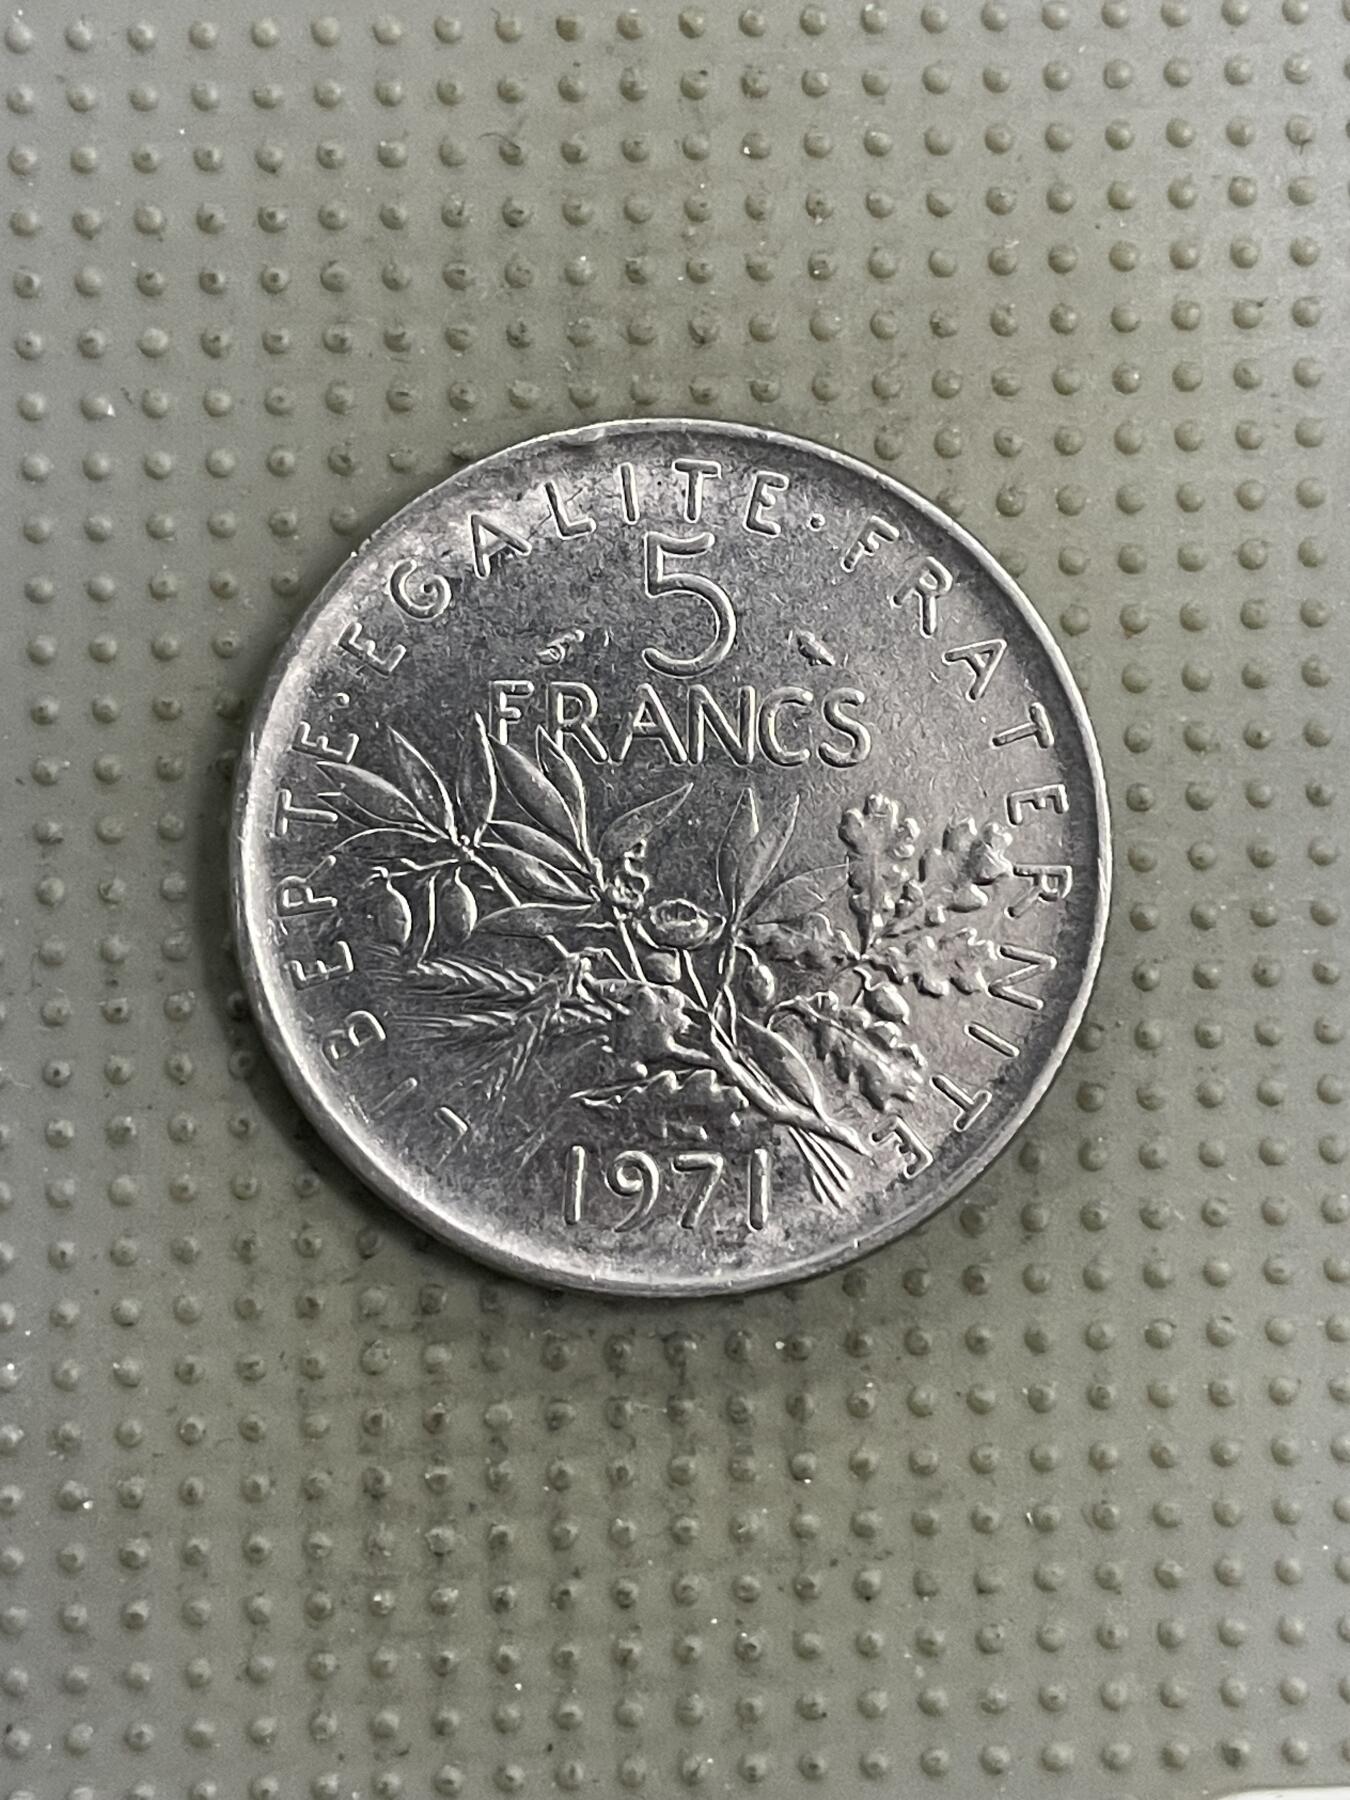 LIBERTE · EGALITE · FRATERNITE
5
FRANCS
1971